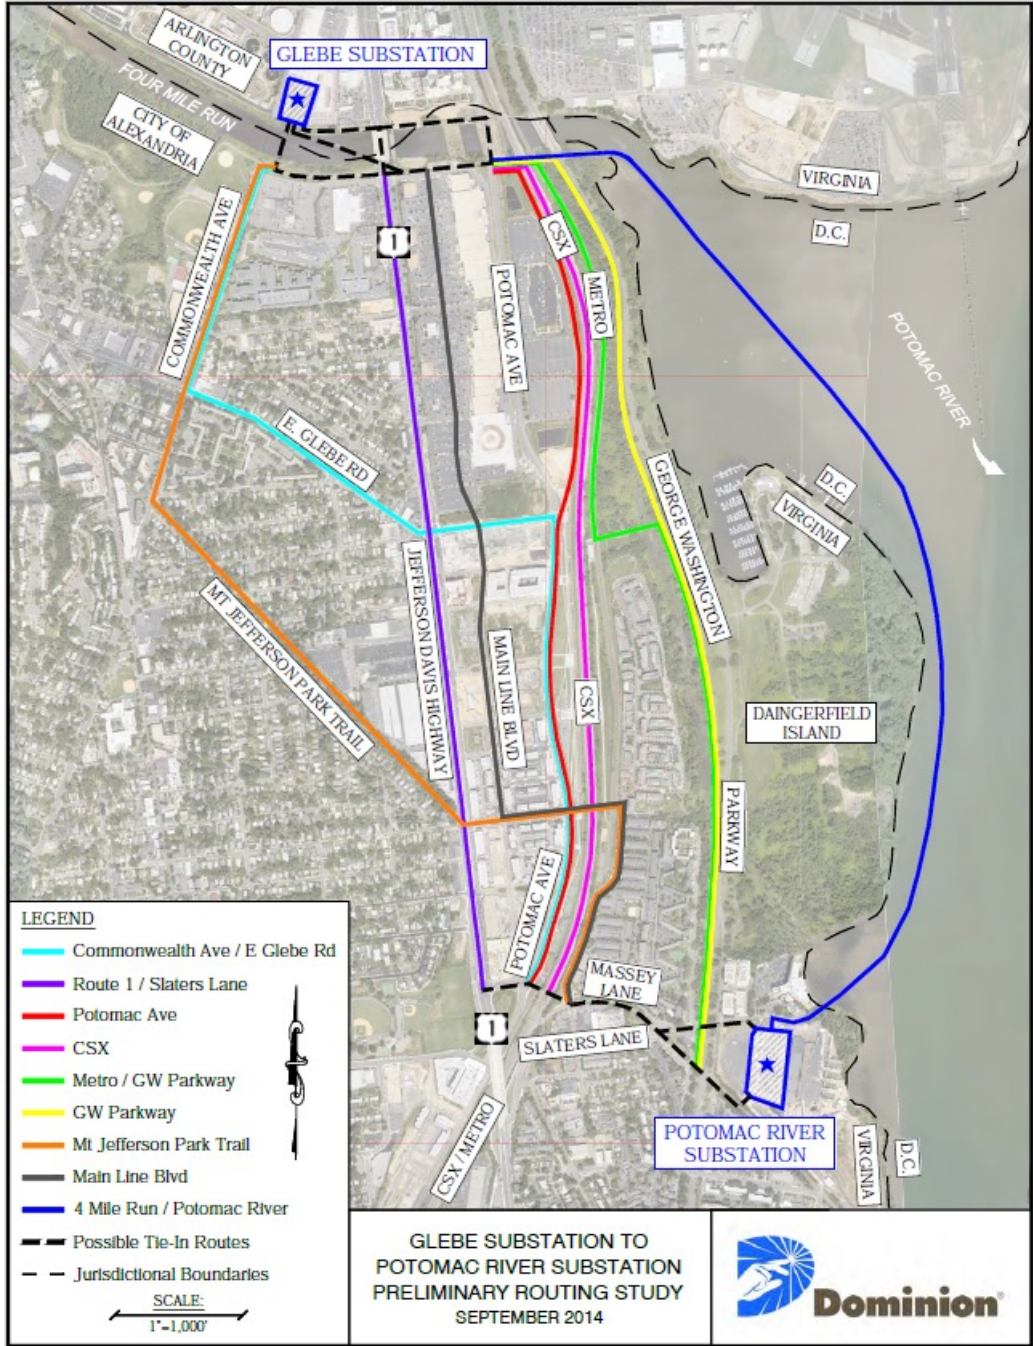 ARLINGTON
COUNTY
GLEBE SUBSTATION
FOUR MILE RUN
CITY OF
ALEXANDRIA
VIRGINIA
D.C.
COMMONWEALTH AVE
1
CSX
METRO
POTOMAC AVE
POTOMAC RIVER
E. GLEBE RD
GEORGE WASHINGTON
D.C.
VIRGINIA
JEFFERSON DAVIS HIGHWAY
MT JEFFERSON PARK TRAIL
MAIN LINE BLVD
CSX
DAINGERFIELD
ISLAND
PARKWAY
POTOMAC AVE
MASSEY
LANE
1
SLATERS LANE
CSX / METRO
POTOMAC RIVER
SUBSTATION
VIRGINIA
D.C.
LEGEND
Commonwealth Ave / E Glebe Rd
Route 1 / Slaters Lane
Potomac Ave
CSX
Metro / GW Parkway
GW Parkway
Mt Jefferson Park Trail
Main Line Blvd
4 Mile Run / Potomac River
Possible Tie-In Routes
Jurisdictional Boundaries
SCALE:
1"=1,000'
GLEBE SUBSTATION TO
POTOMAC RIVER SUBSTATION
PRELIMINARY ROUTING STUDY
SEPTEMBER 2014
Dominion®